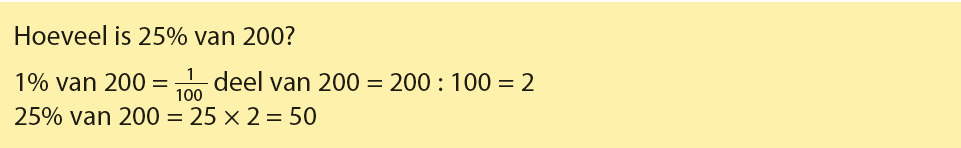 Hoeveel is 25% van 200?
1% van 200 = 1/100 deel van 200 = 200 : 100 = 2
25% van 200 = 25 × 2 = 50